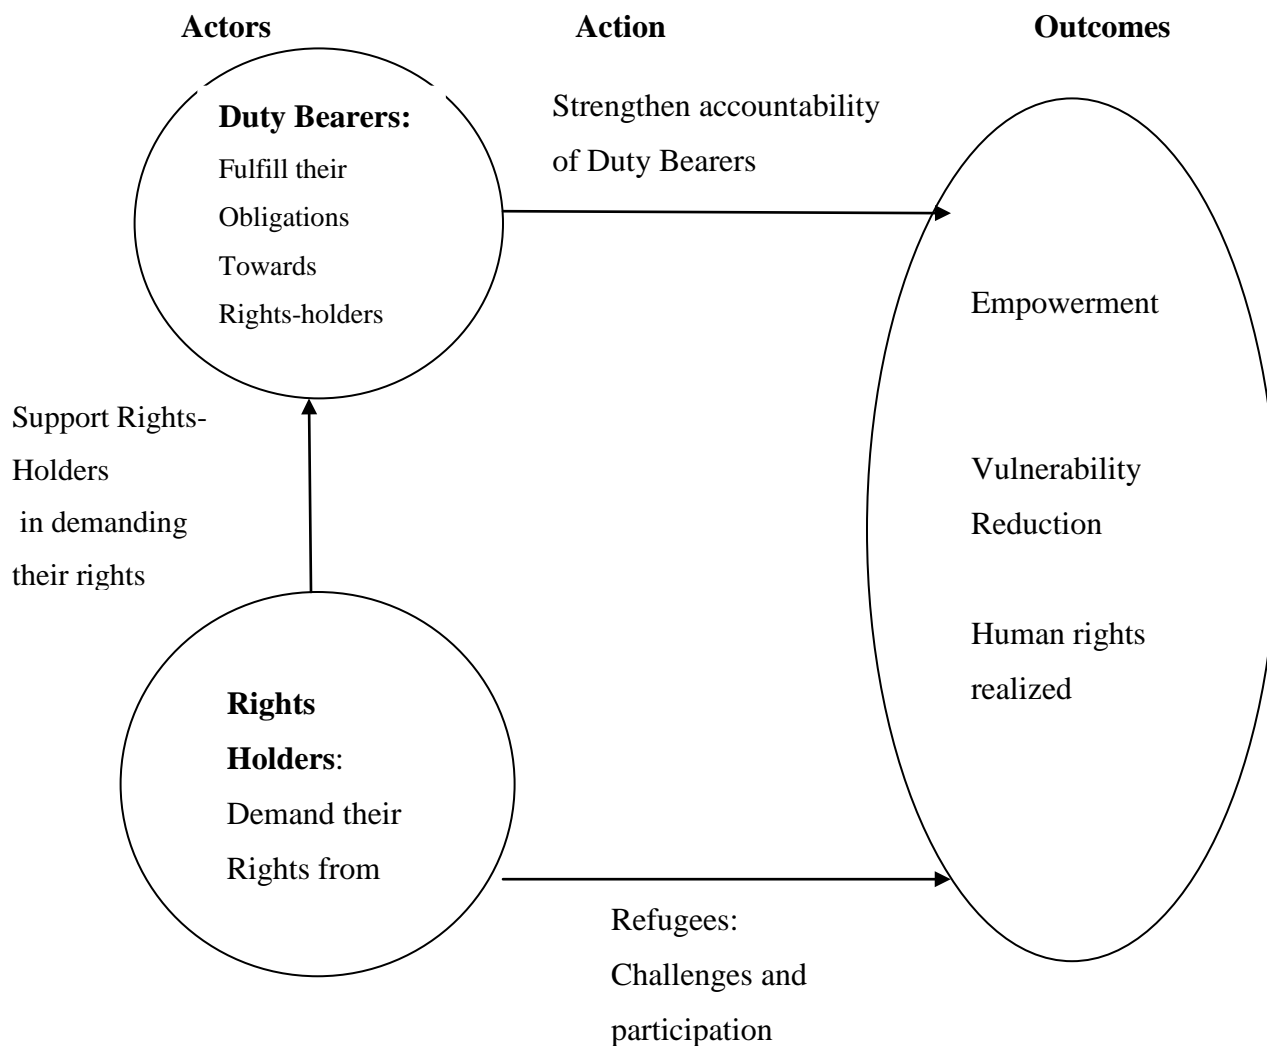 Actors Action Outcomes
Duty Bearers:
Fulfill their
Obligations
Towards
Rights-holders
Strengthen accountability
of Duty Bearers
Empowerment
Vulnerability
Reduction
Human rights
realized
Support Rights-
Holders
in demanding
their rights
Rights
Holders:
Demand their
Rights from
Refugees:
Challenges and
participation